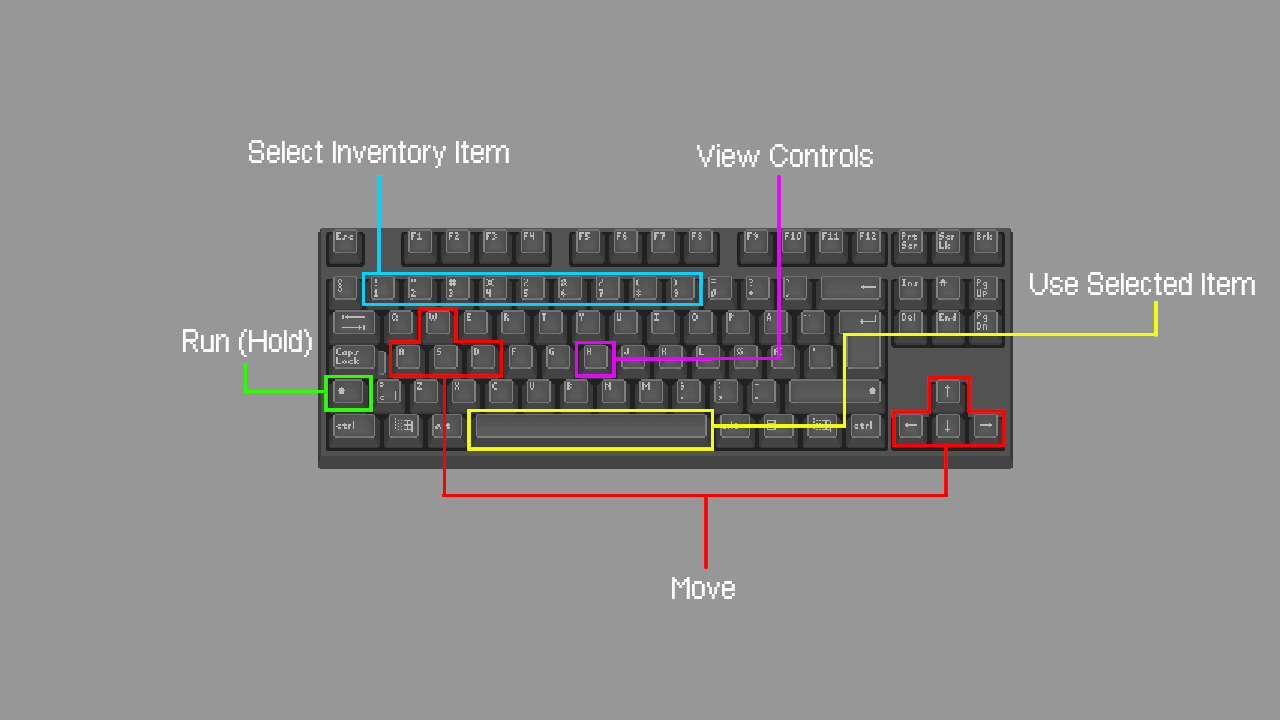 Select Inventory Item
View Controls
Esc F1 F2 F3 F4 F5 F6 F7 F8 F9 F10 F11 F12 Prt Scr Scr Lk Brk
Use Selected Item
1 2 3 4 5 6 7 9 Ins Pg Up
Q W E R T Y U I O P Del End Pg Dn
Run (Hold)
Caps Lock A S D F G H J K L
Z X C V B N M
ctrl ctrl
Move